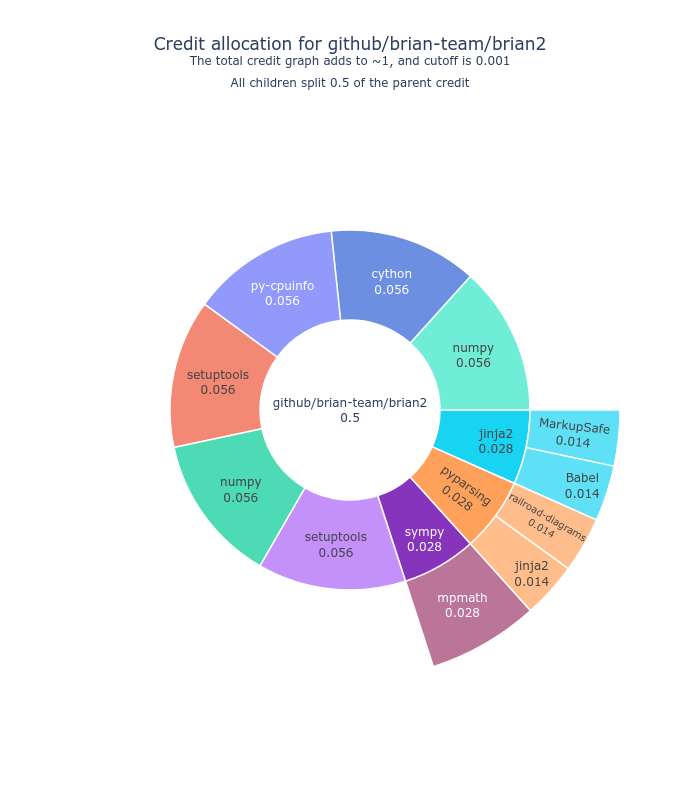 Credit allocation for github/brian-team/brian2
The total credit graph adds to ~1, and cutoff is 0.001
All children split 0.5 of the parent credit
cython
0.056
py-cpuinfo
0.056
numpy
0.056
setuptools
0.056
github/brian-team/brian2
0.5
jinja2
0.028
MarkupSafe
0.014
Babel
0.014
pyparsing
0.028
railroad-diagrams
0.014
jinja2
0.014
numpy
0.056
setuptools
0.056
sympy
0.028
mpmath
0.028